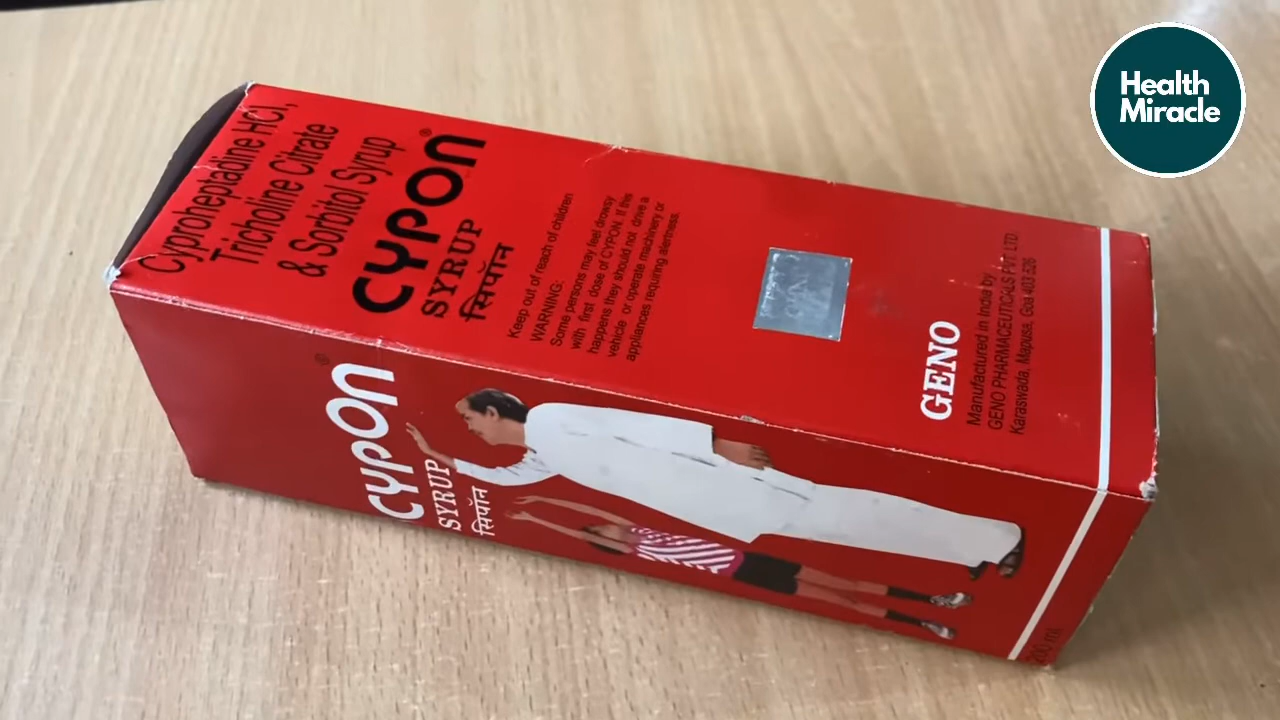 Health
Miracle
Cyproheptadine HCl,
Tricholine Citrate
& Sorbitol Syrup
CYPON®
SYRUP
सिपॉन
Keep out of reach of children
WARNING:
Some persons may feel drowsy
with first dose of CYPON. If this
happens they should not drive a
vehicle or operate machinery or
appliances requiring alertness.
GENO
Manufactured in India by
GENO PHARMACEUTICALS PVT. LTD.
Karaswada, Mapusa, Goa 403 526
CYPON®
SYRUP
सिपॉन
200 ml